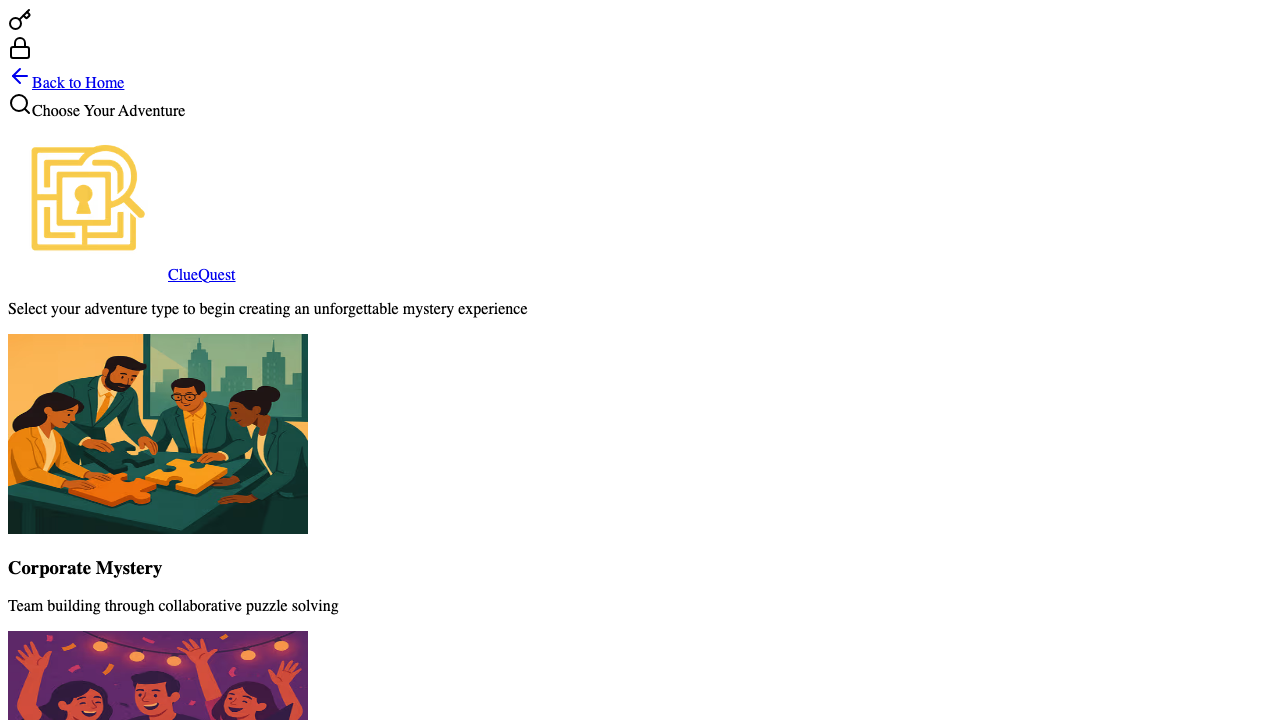 Back to Home
Choose Your Adventure
ClueQuest
Select your adventure type to begin creating an unforgettable mystery experience
Corporate Mystery
Team building through collaborative puzzle solving